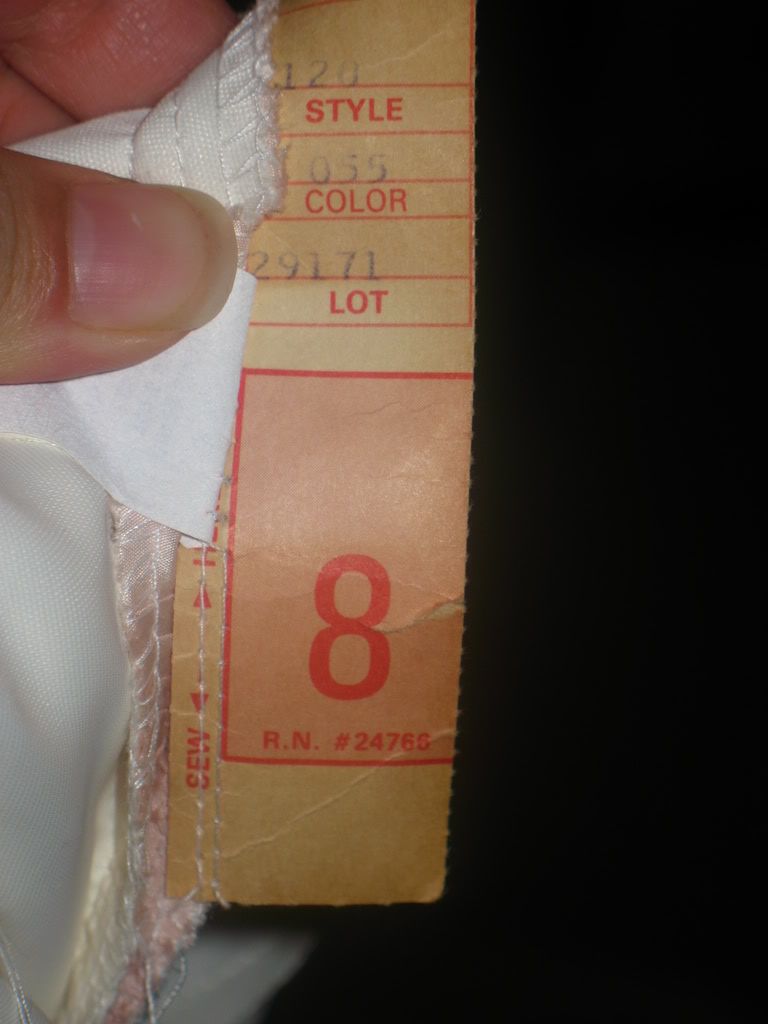 120
STYLE
055
COLOR
29171
LOT
8
R.N. #24766
SEW